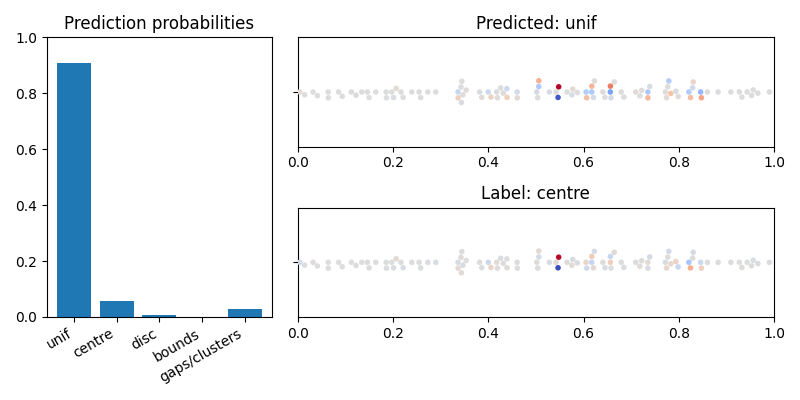 Prediction probabilities
1.0
0.8
0.6
0.4
0.2
0.0
unif
centre
disc
bounds
gaps/clusters
Predicted: unif
0.0 0.2 0.4 0.6 0.8 1.0
Label: centre
0.0 0.2 0.4 0.6 0.8 1.0